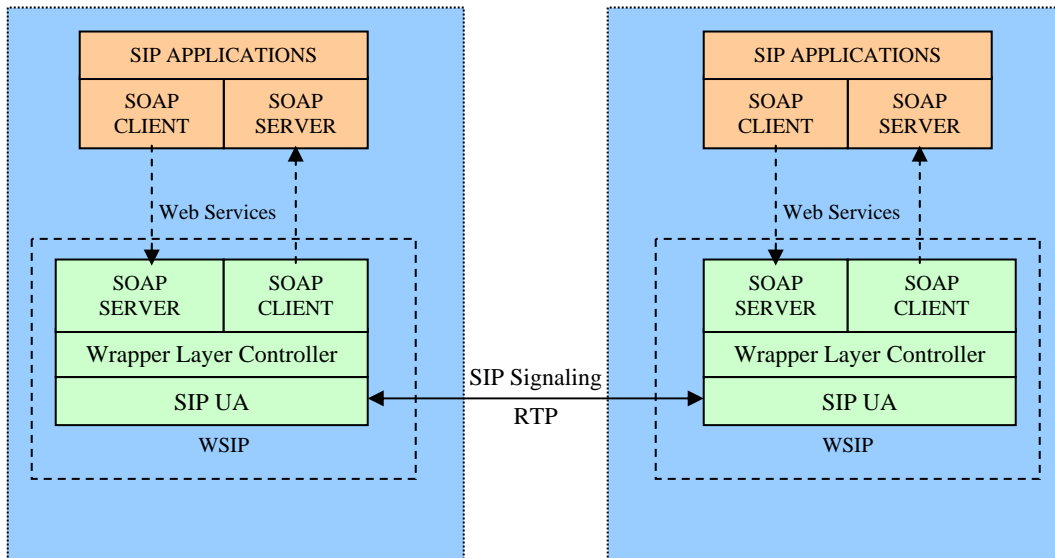 SIP APPLICATIONS
SOAP
CLIENT
SOAP
SERVER
Web Services
SOAP
SERVER
SOAP
CLIENT
Wrapper Layer Controller
SIP UA
WSIP
SIP Signaling
RTP
SIP APPLICATIONS
SOAP
CLIENT
SOAP
SERVER
Web Services
SOAP
SERVER
SOAP
CLIENT
Wrapper Layer Controller
SIP UA
WSIP